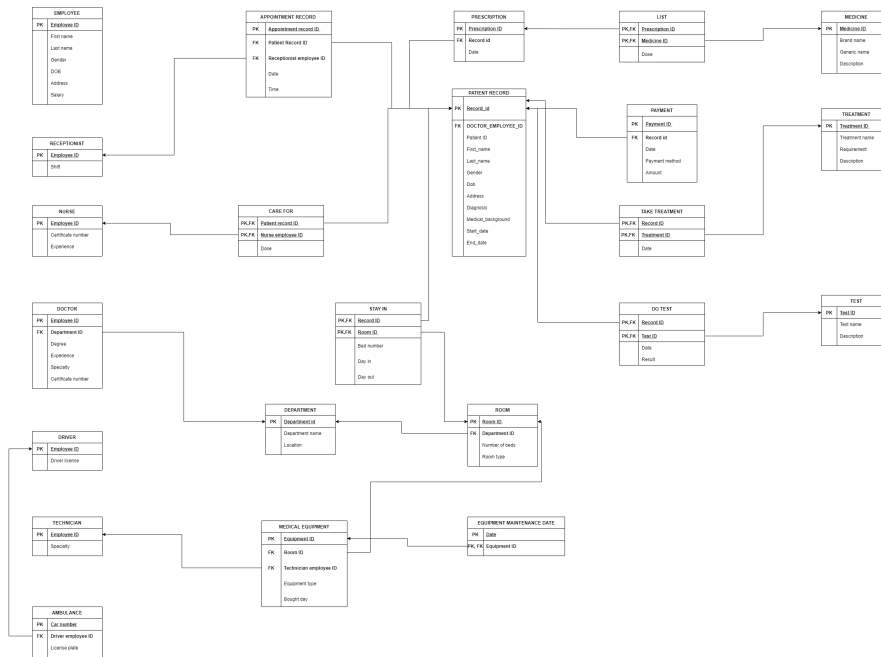 EMPLOYEE
PK Employee ID
First name
Last name
Gender
DOB
Address
Salary
APPOINTMENT RECORD
PK Appointment record ID
FK Patient Record ID
FK Receptionist employee ID
Date
Time
PRESCRIPTION
PK Prescription ID
FK Record id
Date
LIST
PK,FK Prescription ID
PK,FK Medicine ID
Dose
MEDICINE
PK Medicine ID
Brand name
Generic name
Description
PATIENT RECORD
PK Record_id
FK DOCTOR_EMPLOYEE_ID
Patient ID
First_name
Last_name
Gender
Dob
Address
Diagnosis
Medical_background
Start_date
End_date
PAYMENT
PK Payment ID
FK Record id
Date
Payment method
Amount
TREATMENT
PK Treatment ID
Treatment name
Requirement
Description
RECEPTIONIST
PK Employee ID
Shift
NURSE
PK Employee ID
Certificate number
Experience
CARE FOR
PK,FK Patient record ID
PK,FK Nurse employee ID
Dose
TAKE TREATMENT
PK,FK Record ID
PK,FK Treatment ID
Date
DOCTOR
PK Employee ID
FK Department ID
Degree
Experience
Specialty
Certificate number
STAY IN
PK,FK Record ID
PK,FK Room ID
Bed number
Day in
Day out
DO TEST
PK,FK Record ID
PK,FK Test ID
Date
Result
TEST
PK Test ID
Test name
Description
DEPARTMENT
PK Department id
Department name
Location
ROOM
PK Room ID
FK Department ID
Number of beds
Room type
DRIVER
PK Employee ID
Driver license
TECHNICIAN
PK Employee ID
Specialty
MEDICAL EQUIPMENT
PK Equipment ID
FK Room ID
FK Technician employee ID
Equipment type
Bought day
EQUIPMENT MAINTENANCE DATE
PK Date
PK, FK Equipment ID
AMBULANCE
PK Car number
FK Driver employee ID
License plate